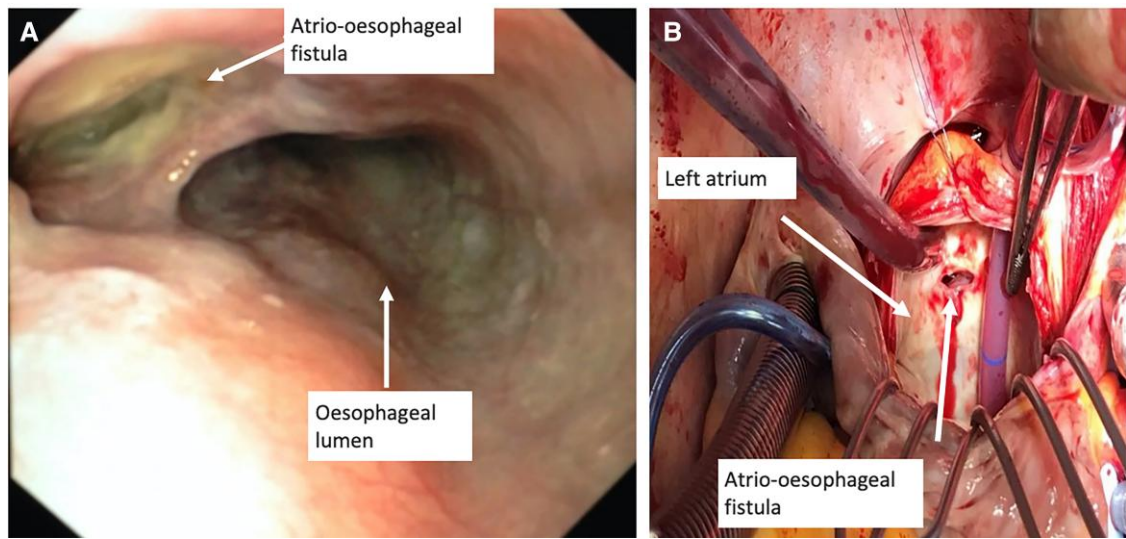 A
Atrio-oesophageal
fistula
Oesophageal
lumen
B
Left atrium
Atrio-oesophageal
fistula